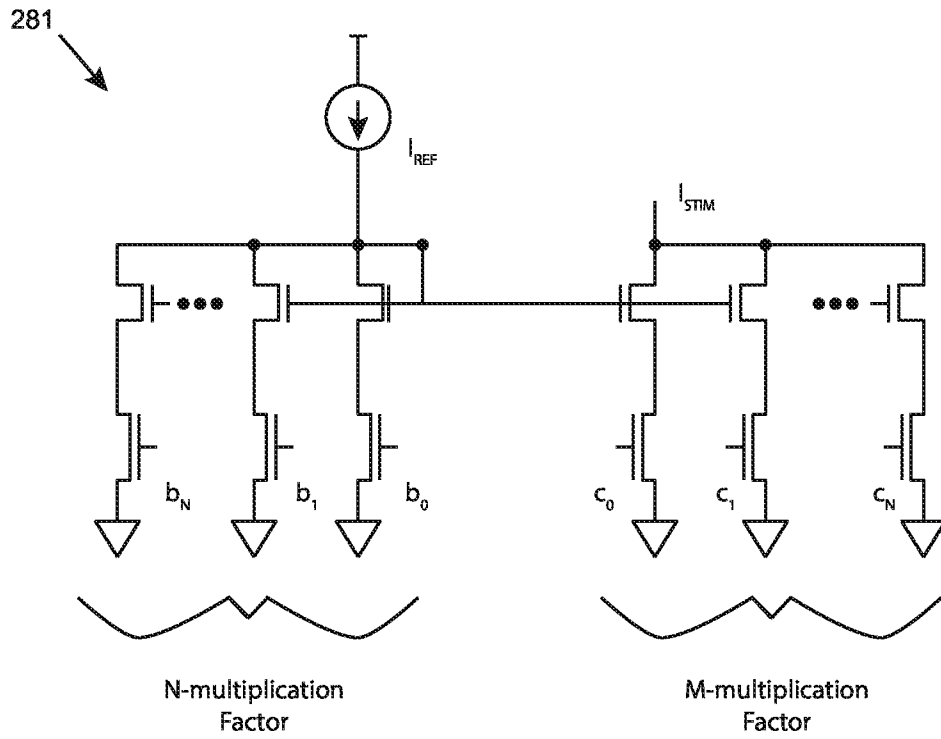 281
I_REF
I_STIM
b_N b_1 b_0 c_0 c_1 c_N
N-multiplication M-multiplication
Factor Factor